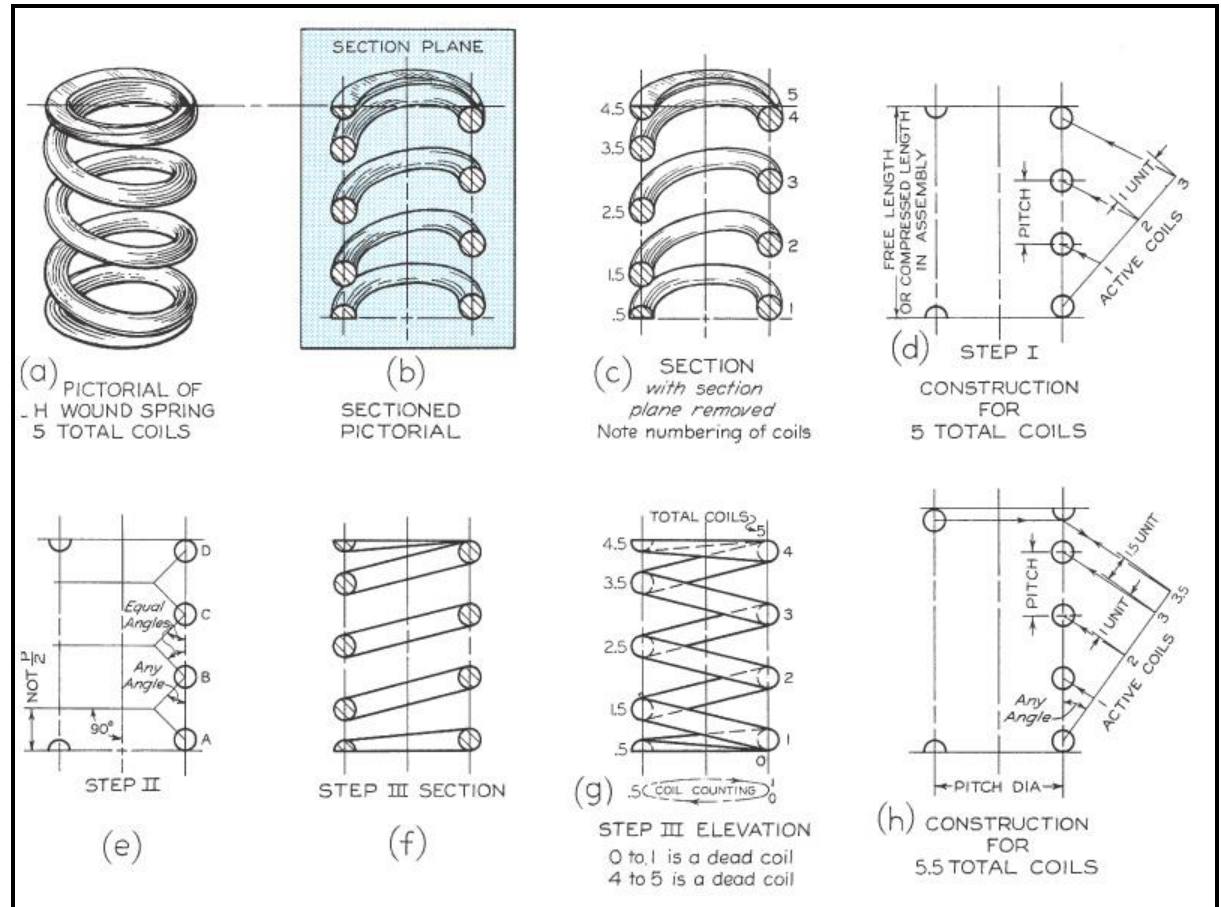 SECTION PLANE
4.5
3.5
2.5
1.5
.5
5
4
3
2
1
FREE LENGTH
OR COMPRESSED LENGTH
IN ASSEMBLY
PITCH
1 UNIT
1
2
3
ACTIVE COILS
(a)
PICTORIAL OF
LH WOUND SPRING
5 TOTAL COILS
(b)
SECTIONED
PICTORIAL
(c)
SECTION
with section
plane removed
Note numbering of coils
(d)
STEP I
CONSTRUCTION
FOR
5 TOTAL COILS
NOT P/2
90°
Equal
Angles
Any
Angle
D
C
B
A
STEP II
(e)
STEP III SECTION
(f)
TOTAL COILS
5
4.5
4
3.5
3
2.5
2
1.5
1
.5
0
.5 COIL COUNTING 1
0
(g)
STEP III ELEVATION
0 to 1 is a dead coil
4 to 5 is a dead coil
PITCH
1.5 UNIT
1 UNIT
3.5
3
2
1
ACTIVE COILS
Any
Angle
PITCH DIA
(h)
CONSTRUCTION
FOR
5.5 TOTAL COILS